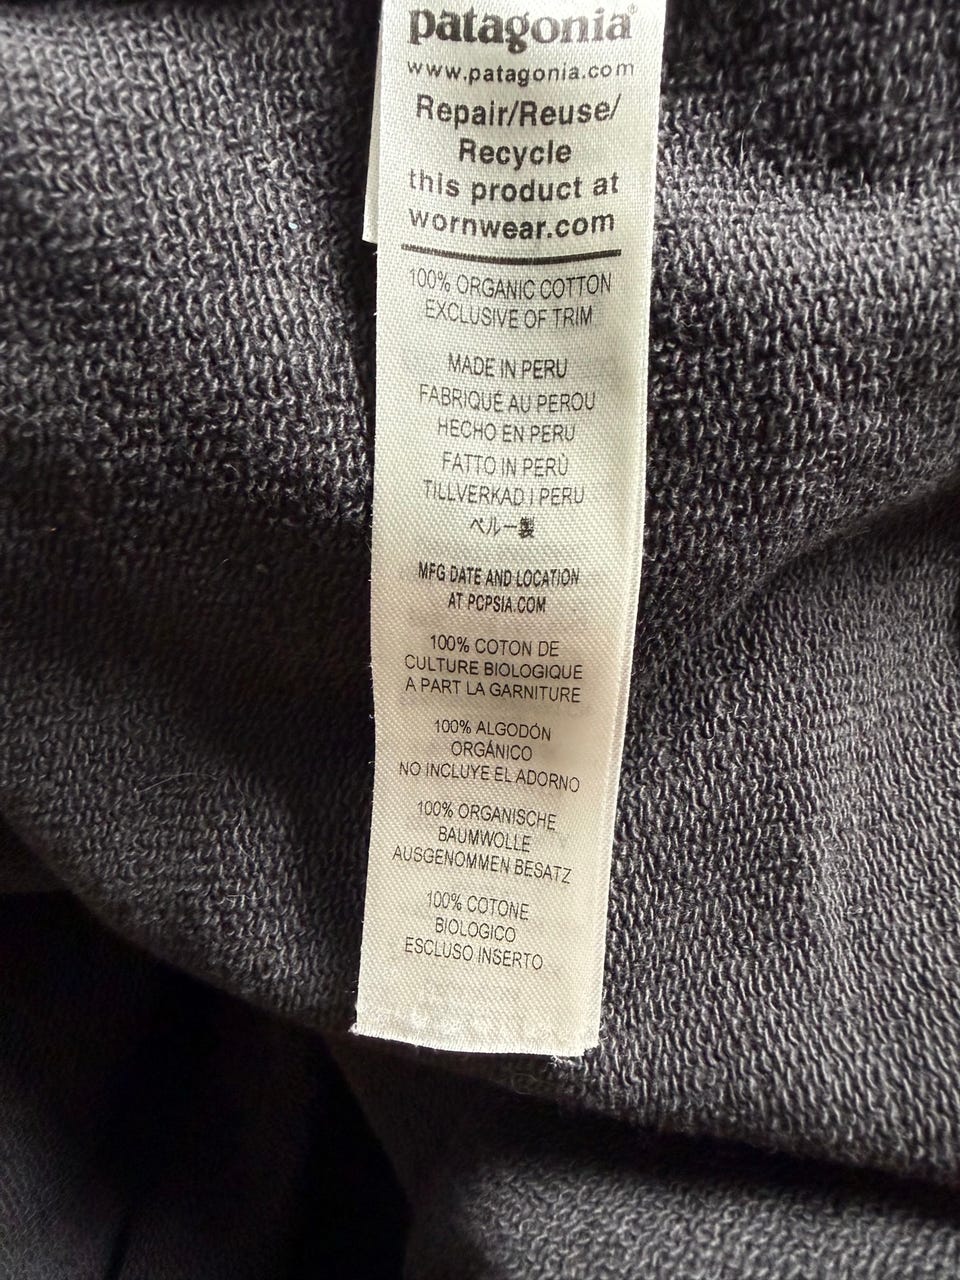 patagonia®
www.patagonia.com
Repair/Reuse/
Recycle
this product at
wornwear.com
100% ORGANIC COTTON
EXCLUSIVE OF TRIM
MADE IN PERU
FABRIQUÉ AU PEROU
HECHO EN PERU
FATTO IN PERÙ
TILLVERKAD I PERU
ペルー製
MFG DATE AND LOCATION
AT PCPSIA.COM
100% COTON DE
CULTURE BIOLOGIQUE
A PART LA GARNITURE
100% ALGODÓN
ORGÁNICO
NO INCLUYE EL ADORNO
100% ORGANISCHE
BAUMWOLLE
AUSGENOMMEN BESATZ
100% COTONE
BIOLOGICO
ESCLUSO INSERTO